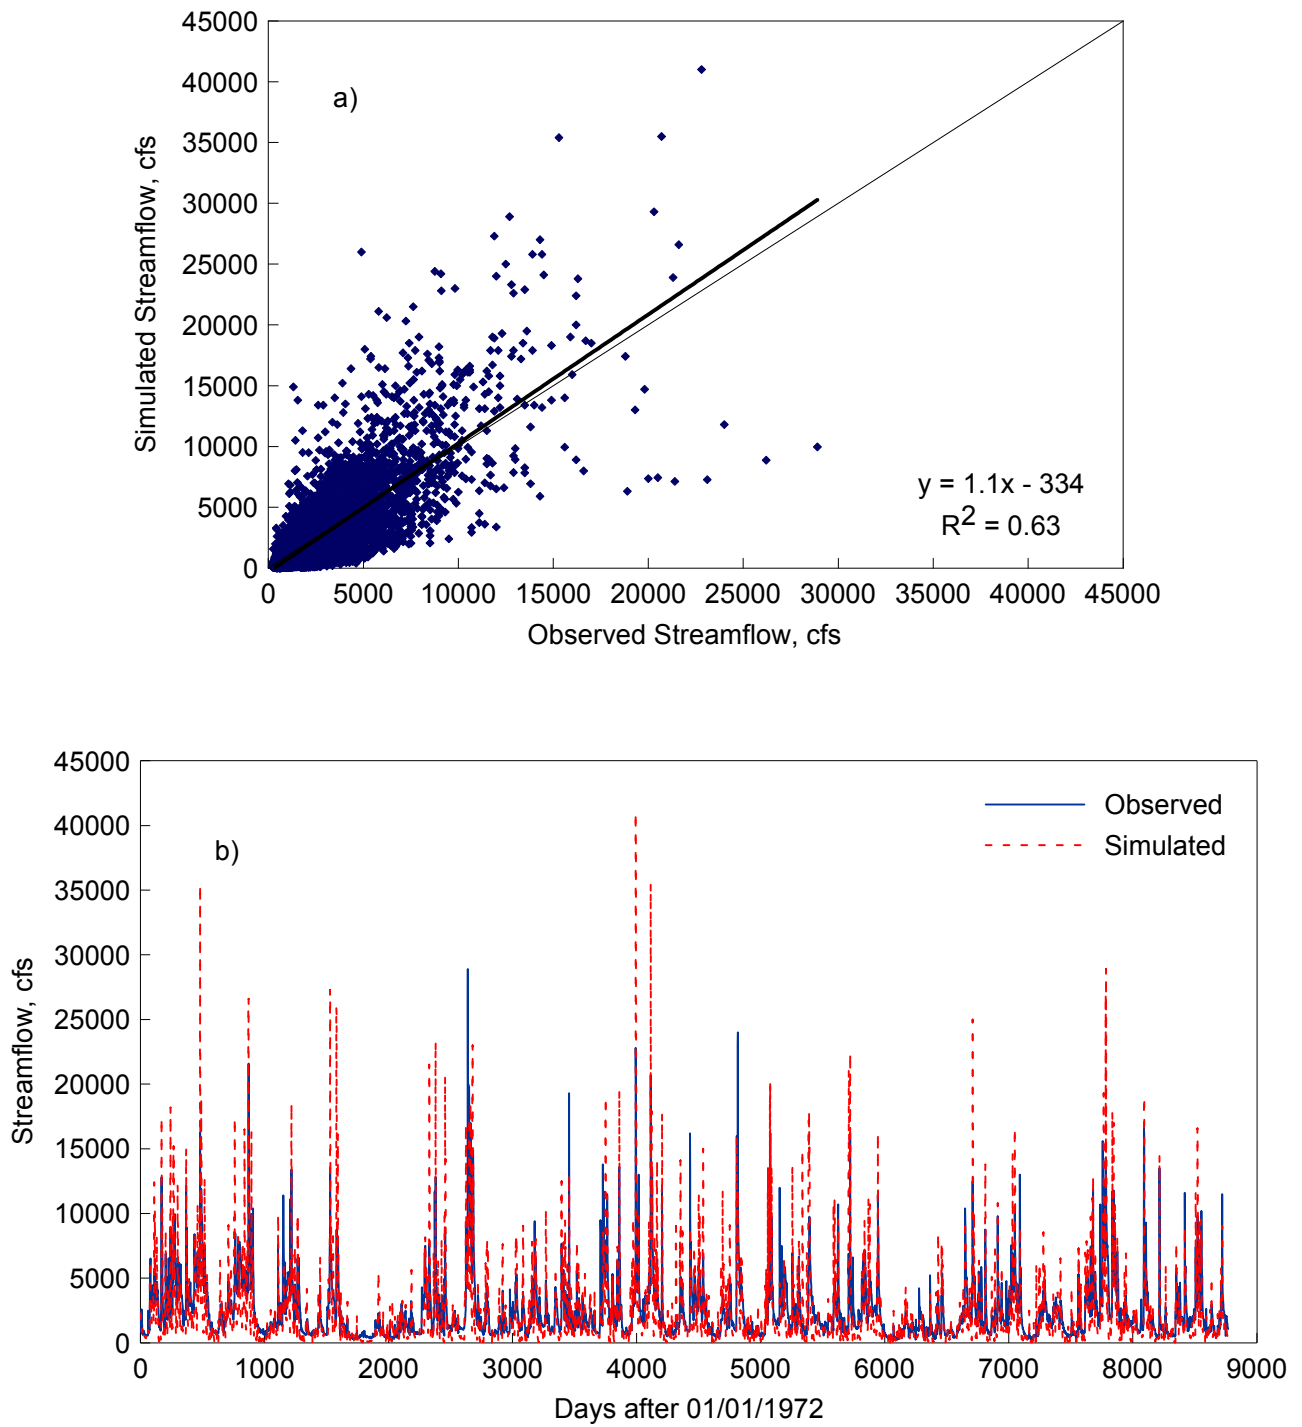 45000
40000
35000
30000
25000
20000
15000
10000
5000
0
Simulated Streamflow, cfs
a)
y = 1.1x - 334
R2 = 0.63
0 5000 10000 15000 20000 25000 30000 35000 40000 45000
Observed Streamflow, cfs
45000
40000
35000
30000
25000
20000
15000
10000
5000
0
Streamflow, cfs
b)
Observed
Simulated
0 1000 2000 3000 4000 5000 6000 7000 8000 9000
Days after 01/01/1972